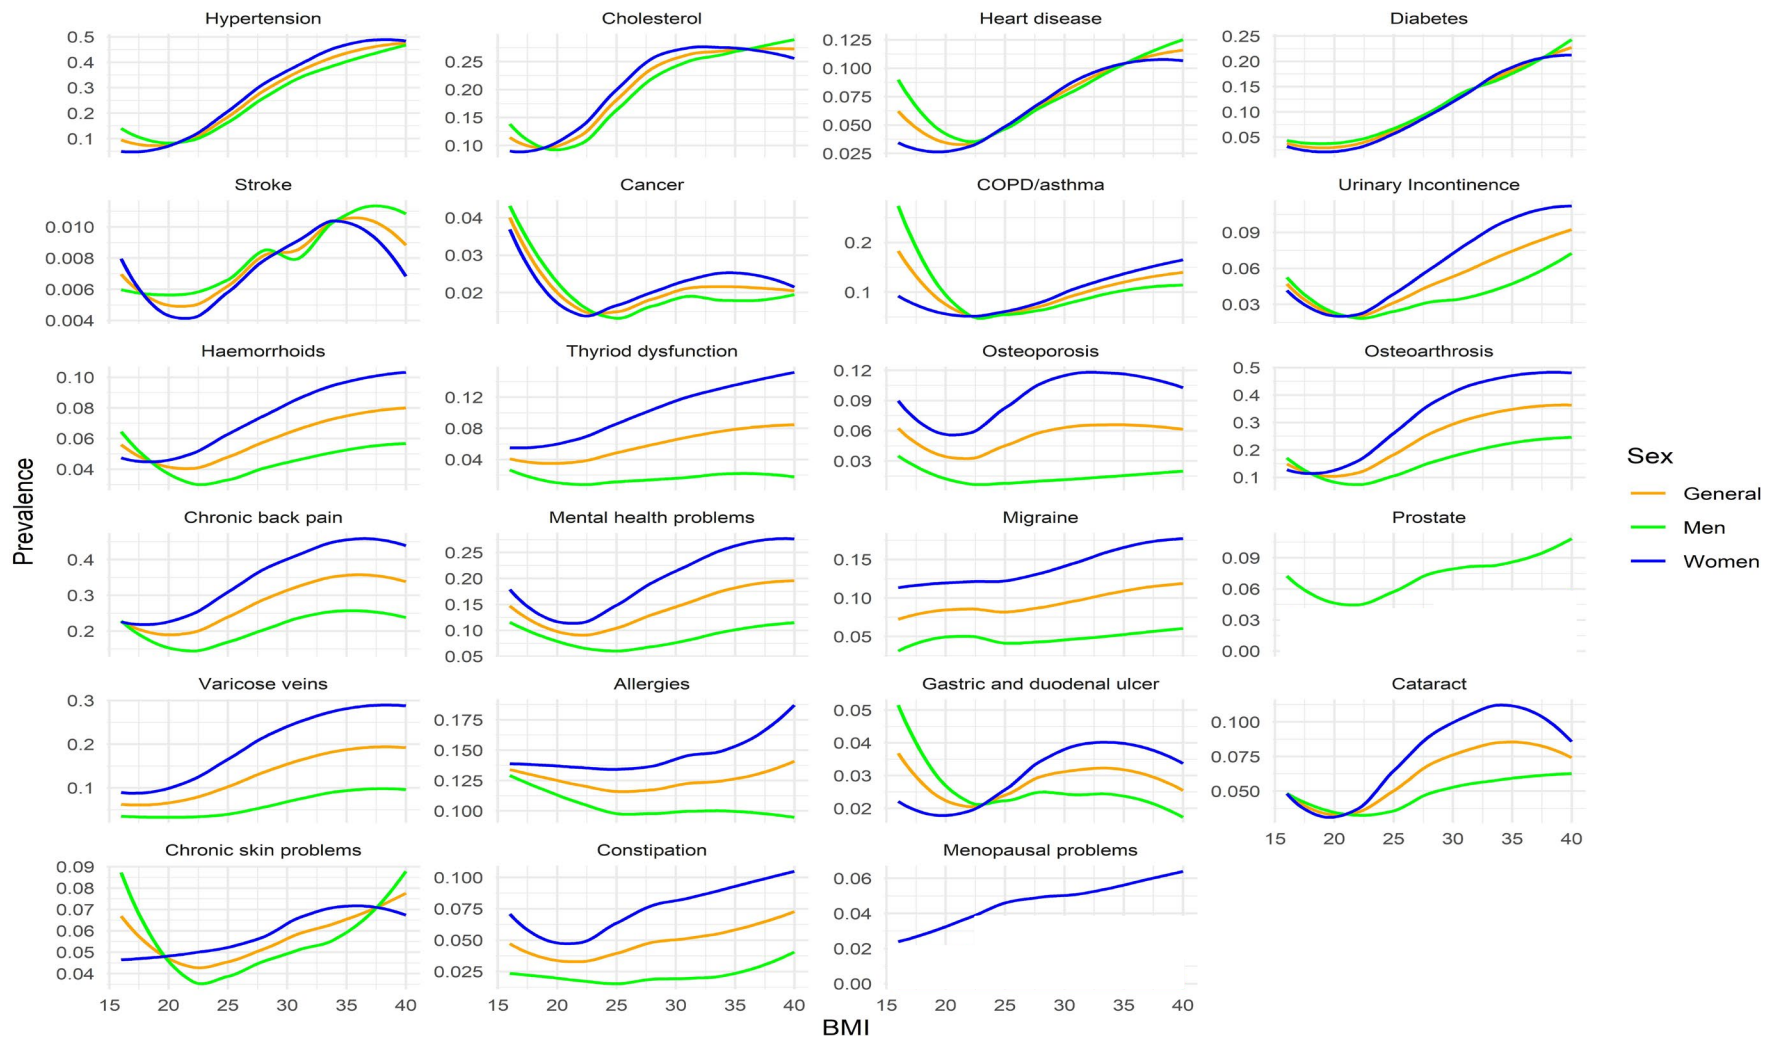 Hypertension
Cholesterol
Heart disease
Diabetes
0.5
0.4
0.3
0.2
0.1
0.25
0.20
0.15
0.10
0.125
0.100
0.075
0.050
0.025
0.25
0.20
0.15
0.10
0.05
Stroke
Cancer
COPD/asthma
Urinary Incontinence
0.010
0.008
0.006
0.004
0.04
0.03
0.02
0.2
0.1
0.09
0.06
0.03
Haemorrhoids
Thyriod dysfunction
Osteoporosis
Osteoarthrosis
0.10
0.08
0.06
0.04
0.12
0.08
0.04
0.12
0.09
0.06
0.03
0.5
0.4
0.3
0.2
0.1
Chronic back pain
Mental health problems
Migraine
Prostate
0.4
0.3
0.2
0.25
0.20
0.15
0.10
0.05
0.15
0.10
0.05
0.09
0.06
0.03
0.00
Varicose veins
Allergies
Gastric and duodenal ulcer
Cataract
0.3
0.2
0.1
0.175
0.150
0.125
0.100
0.05
0.04
0.03
0.02
0.100
0.075
0.050
15 20 25 30 35 40
Chronic skin problems
Constipation
Menopausal problems
0.09
0.08
0.07
0.06
0.05
0.04
0.100
0.075
0.050
0.025
0.06
0.04
0.02
0.00
15 20 25 30 35 40
15 20 25 30 35 40
15 20 25 30 35 40
BMI
Prevalence
Sex
General
Men
Women